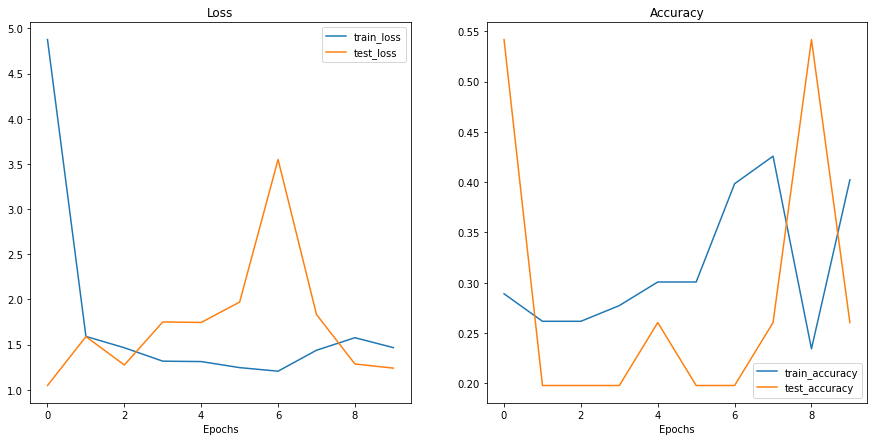 Loss
5.0
4.5
4.0
3.5
3.0
2.5
2.0
1.5
1.0
0 2 4 6 8
Epochs
train_loss
test_loss
Accuracy
0.55
0.50
0.45
0.40
0.35
0.30
0.25
0.20
0 2 4 6 8
Epochs
train_accuracy
test_accuracy